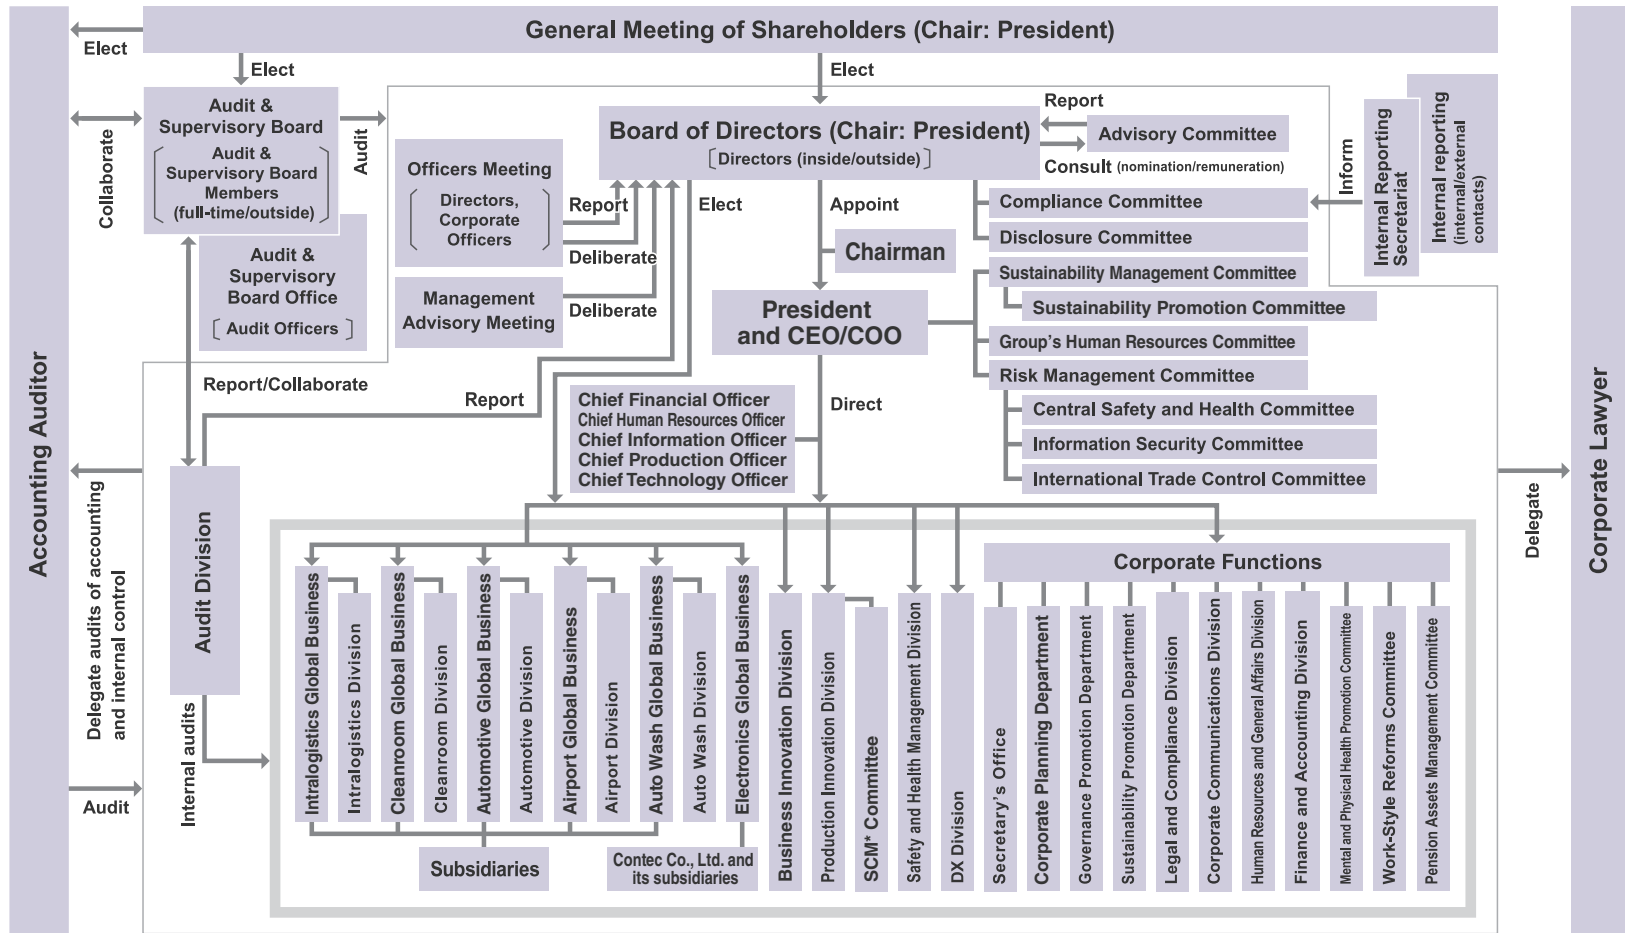 General Meeting of Shareholders (Chair: President)
Elect
Elect
Elect
Accounting Auditor
Corporate Lawyer
Collaborate
Audit &
Supervisory Board
Audit &
Supervisory Board
Members
(full-time/outside)
Audit
Audit &
Supervisory
Board Office
Audit Officers
Officers Meeting
Directors,
Corporate
Officers
Report
Deliberate
Management
Advisory Meeting
Deliberate
Board of Directors (Chair: President)
Directors (inside/outside)
Report
Advisory Committee
Consult (nomination/remuneration)
Elect
Appoint
Chairman
Compliance Committee
Disclosure Committee
Inform
Internal Reporting
Secretariat
Internal reporting
(internal/external
contacts)
President
and CEO/COO
Sustainability Management Committee
Sustainability Promotion Committee
Group's Human Resources Committee
Risk Management Committee
Central Safety and Health Committee
Information Security Committee
International Trade Control Committee
Report/Collaborate
Report
Chief Financial Officer
Chief Human Resources Officer
Chief Information Officer
Chief Production Officer
Chief Technology Officer
Direct
Delegate
Delegate audits of accounting
and internal control
Audit
Audit Division
Internal audits
Intralogistics Global Business
Intralogistics Division
Cleanroom Global Business
Cleanroom Division
Automotive Global Business
Automotive Division
Airport Global Business
Airport Division
Auto Wash Global Business
Auto Wash Division
Electronics Global Business
Subsidiaries
Contec Co., Ltd. and
its subsidiaries
Business Innovation Division
Production Innovation Division
SCM* Committee
Safety and Health Management Division
DX Division
Corporate Functions
Secretary's Office
Corporate Planning Department
Governance Promotion Department
Sustainability Promotion Department
Legal and Compliance Division
Corporate Communications Division
Human Resources and General Affairs Division
Finance and Accounting Division
Mental and Physical Health Promotion Committee
Work-Style Reforms Committee
Pension Assets Management Committee